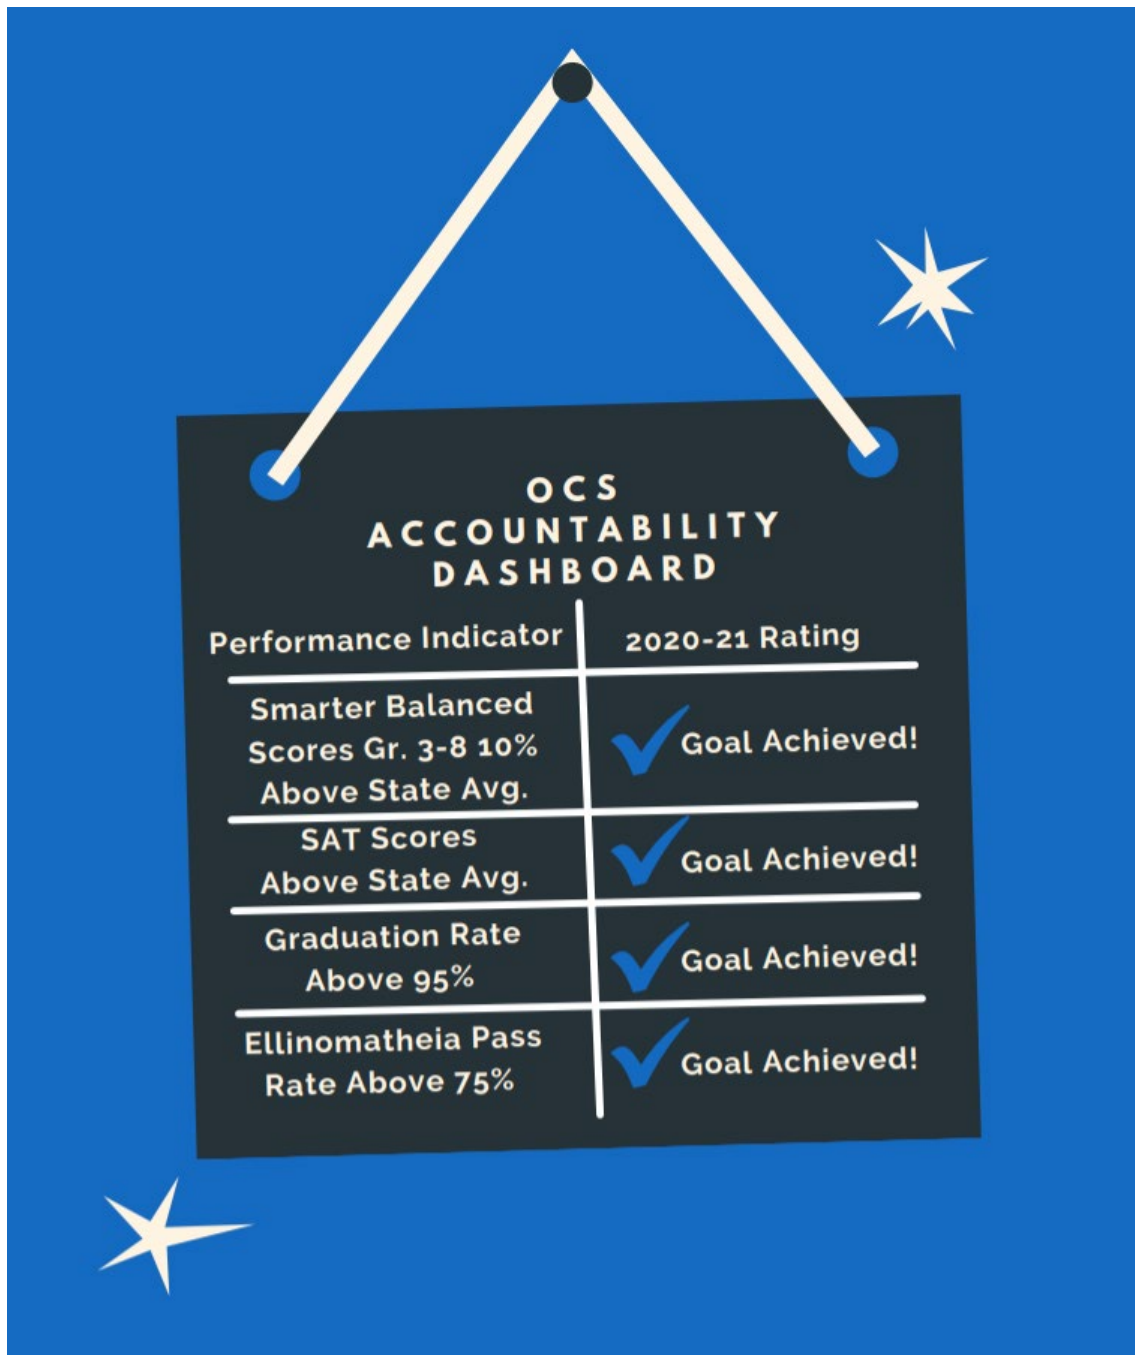 OCS
ACCOUNTABILITY
DASHBOARD
Performance Indicator
2020-21 Rating
Smarter Balanced
Scores Gr. 3-8 10%
Above State Avg.
Goal Achieved!
SAT Scores
Above State Avg.
Goal Achieved!
Graduation Rate
Above 95%
Goal Achieved!
Ellinomatheia Pass
Rate Above 75%
Goal Achieved!